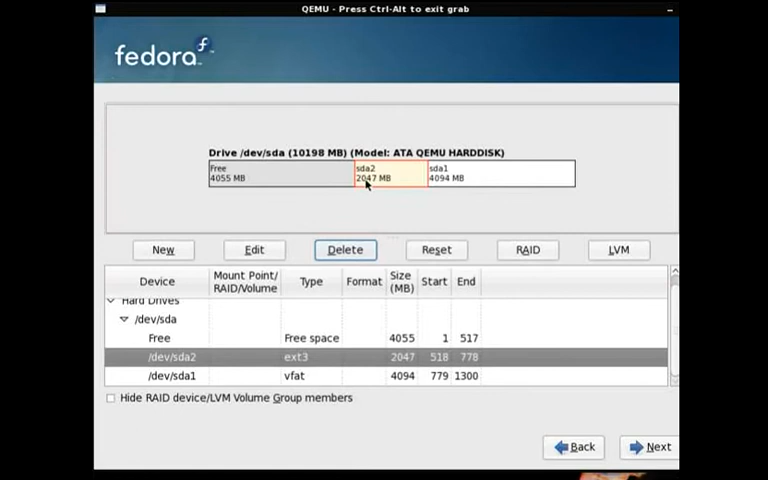 QEMU - Press Ctrl-Alt to exit grab
fedora
Drive /dev/sda (10198 MB) (Model: ATA QEMU HARDDISK)
Free sda2 sda1
4055 MB 2047 MB 4094 MB
New Edit Delete Reset RAID LVM
Device Mount Point/ RAID/Volume Type Format Size (MB) Start End
Hard Drives
/dev/sda
Free Free space 4055 1 517
/dev/sda2 ext3 2047 518 778
/dev/sda1 vfat 4094 779 1300
Hide RAID device/LVM Volume Group members
Back Next